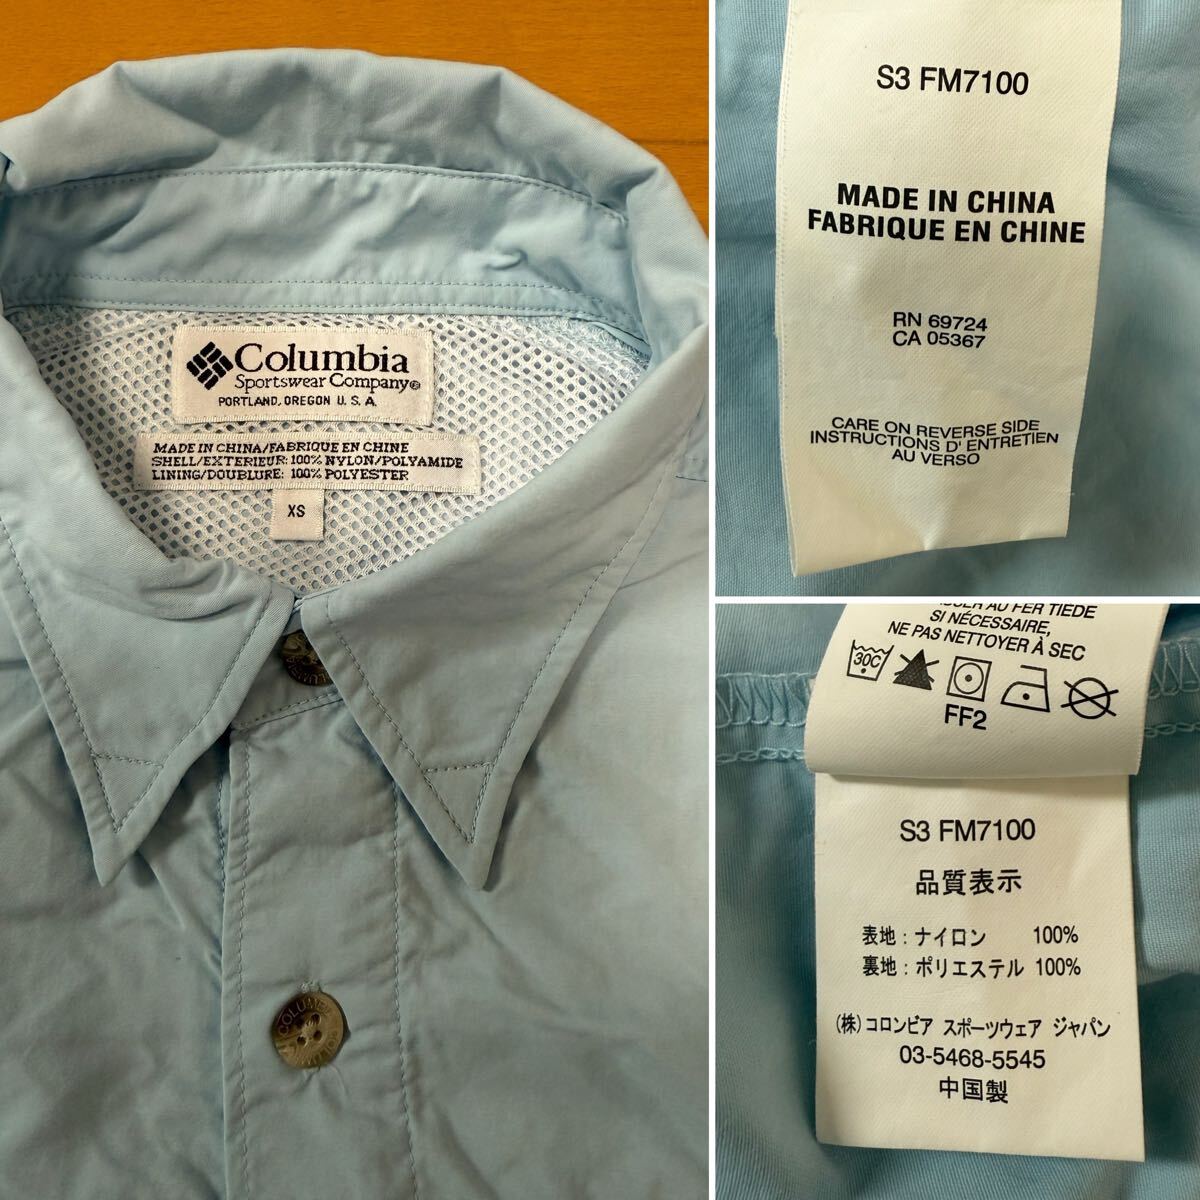 Columbia
Sportswear Company®
PORTLAND, OREGON U.S.A.
MADE IN CHINA/FABRIQUE EN CHINE
SHELL/EXTERIEUR: 100% NYLON/POLYAMIDE
LINING/DOUBLURE: 100% POLYESTER
XS
S3 FM7100
MADE IN CHINA
FABRIQUE EN CHINE
RN 69724
CA 05367
CARE ON REVERSE SIDE
INSTRUCTIONS D' ENTRETIEN
AU VERSO
AU FER TIEDE
SI NÉCESSAIRE,
NE PAS NETTOYER À SEC
30C
FF2
S3 FM7100
品質表示
表地：ナイロン 100%
裏地：ポリエステル 100%
(株)コロンビア スポーツウェア ジャパン
03-5468-5545
中国製